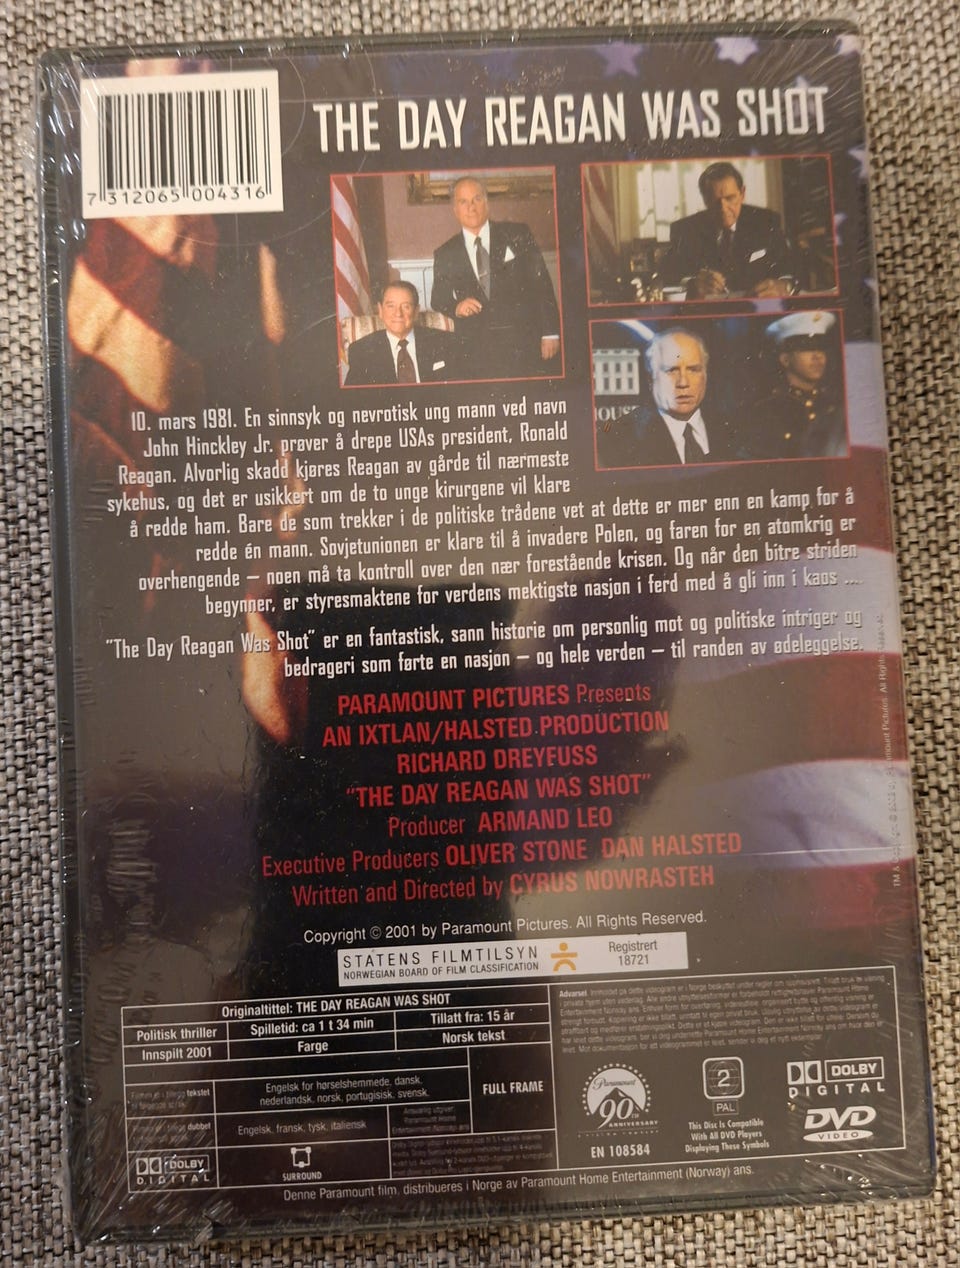 7 312065 004316
THE DAY REAGAN WAS SHOT
10. mars 1981. En sinnsyk og nevrotisk ung mann ved navn
John Hinckley Jr. prøver å drepe USAs president, Ronald
Reagan. Alvorlig skadd kjøres Reagan av gårde til nærmeste
sykehus, og det er usikkert om de to unge kirurgene vil klare
å redde ham. Bare de som trekker i de politiske trådene vet at dette er mer enn en kamp for å
redde én mann. Sovjetunionen er klare til å invadere Polen, og faren for en atomkrig er
overhengende – noen må ta kontroll over den nær forestående krisen. Og når den bitre striden
begynner, er styresmaktene for verdens mektigste nasjon i ferd med å gli inn i kaos ....
"The Day Reagan Was Shot" er en fantastisk, sann historie om personlig mot og politiske intriger og
bedrageri som førte en nasjon – og hele verden – til randen av ødeleggelse.
PARAMOUNT PICTURES Presents
AN IXTLAN/HALSTED PRODUCTION
RICHARD DREYFUSS
"THE DAY REAGAN WAS SHOT"
Producer ARMAND LEO
Executive Producers OLIVER STONE DAN HALSTED
Written and Directed by CYRUS NOWRASTEH
Copyright © 2001 by Paramount Pictures. All Rights Reserved.
STATENS FILMTILSYN
NORWEGIAN BOARD OF FILM CLASSIFICATION
Registrert
18721
Originaltittel: THE DAY REAGAN WAS SHOT
Politisk thriller
Spilletid: ca 1 t 34 min
Tillatt fra: 15 år
Innspilt 2001
Farge
Norsk tekst
tekstet
Engelsk for hørselshemmede, dansk,
nederlandsk, norsk, portugisisk, svensk.
FULL FRAME
dubbet
Engelsk, fransk, tysk, italiensk
DOLBY
DIGITAL
SURROUND
Advarsel
Paramount
90TH
ANNIVERSARY
EN 108584
2
PAL
This Disc Is Compatible
With All DVD Players
Displaying These Symbols
DOLBY
DIGITAL
DVD
VIDEO
Denne Paramount film, distribueres i Norge av Paramount Home Entertainment (Norway) ans.